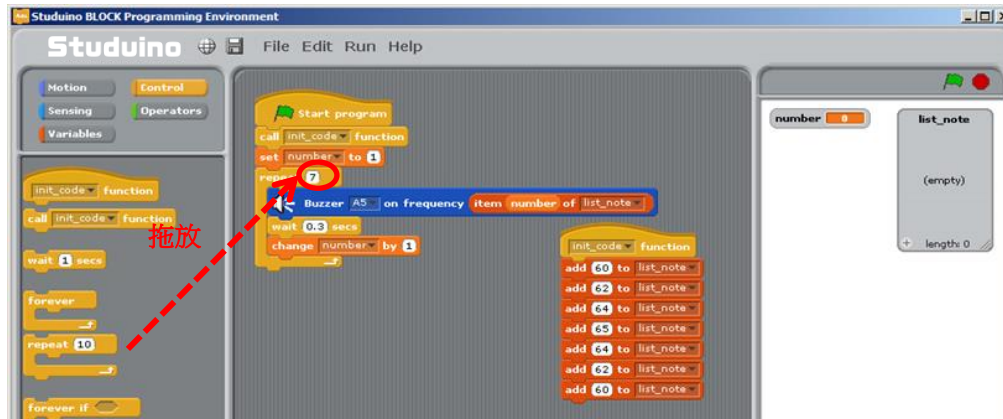 Studuino BLOCK Programming Environment
Studuino File Edit Run Help
Motion Control
Sensing Operators
Variables
init_code function
call init_code function
wait 1 secs
forever
repeat 10
forever if
拖放
Start program
call init_code function
set number to 1
repeat 7
Buzzer A5 on frequency item number of list_note
wait 0.3 secs
change number by 1
init_code function
add 60 to list_note
add 62 to list_note
add 64 to list_note
add 65 to list_note
add 64 to list_note
add 62 to list_note
add 60 to list_note
number 0
list_note
(empty)
+ length: 0